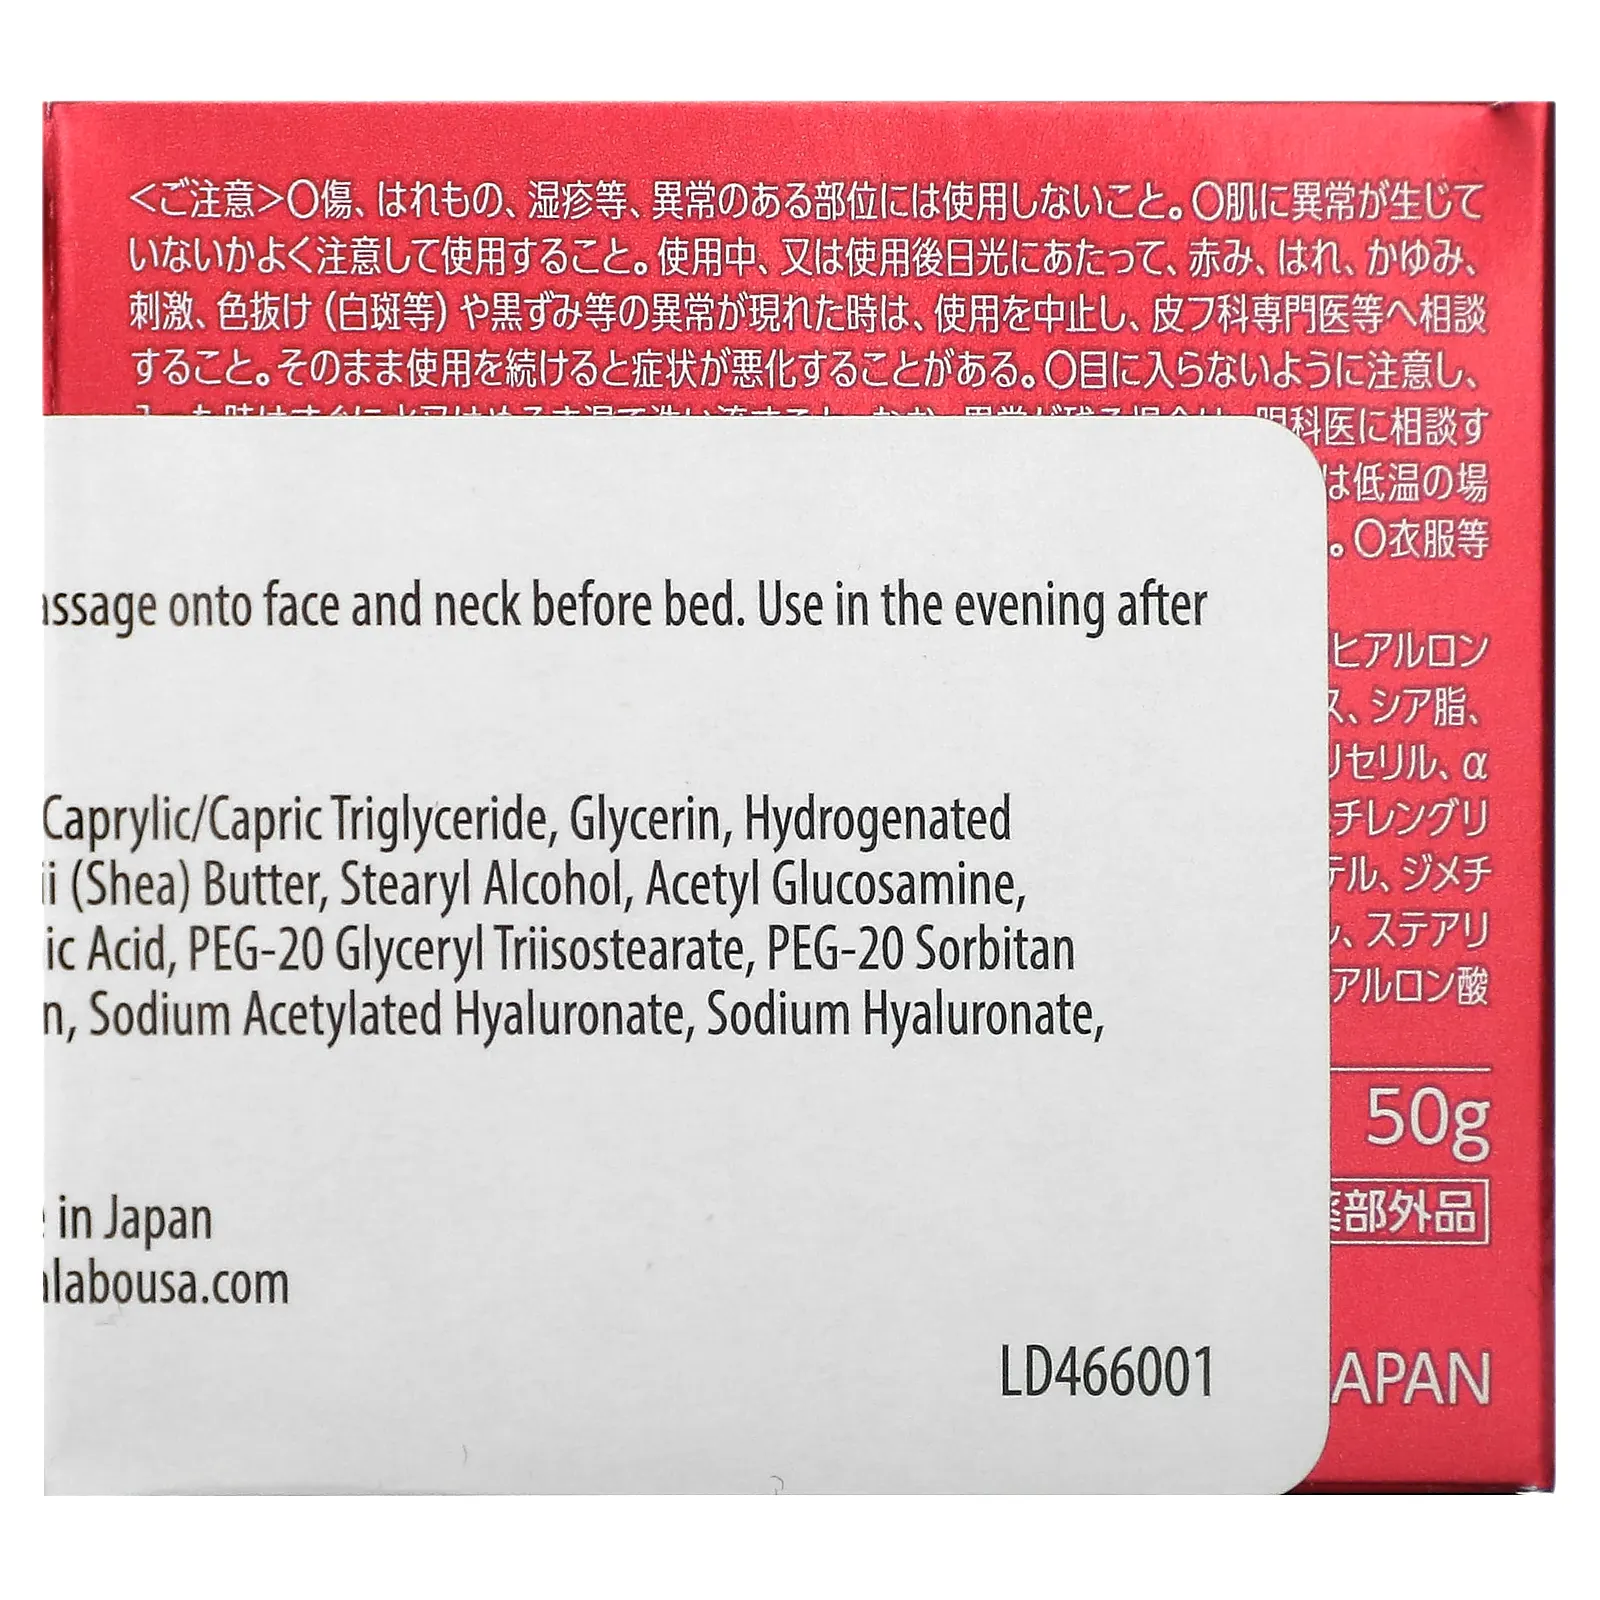 ＜ご注意＞〇傷、はれもの、湿疹等、異常のある部位には使用しないこと。〇肌に異常が生じて
いないかよく注意して使用すること。使用中、又は使用後日光にあたって、赤み、はれ、かゆみ、
刺激、色抜け（白斑等）や黒ずみ等の異常が現れた時は、使用を中止し、皮フ科専門医等へ相談
すること。そのまま使用を続けると症状が悪化することがある。〇目に入らないように注意し、
眼科医に相談す
は低温の場
。〇衣服等
onto face and neck before bed. Use in the evening after
ヒアルロン
ス、シア脂、
リセリル、α
チレングリ
テル、ジメチ
、ステアリ
アルロン酸
Caprylic/Capric Triglyceride, Glycerin, Hydrogenated
ii (Shea) Butter, Stearyl Alcohol, Acetyl Glucosamine,
ic Acid, PEG-20 Glyceryl Triisostearate, PEG-20 Sorbitan
n, Sodium Acetylated Hyaluronate, Sodium Hyaluronate,
50g
薬部外品
in Japan
alabousa.com
LD466001
JAPAN